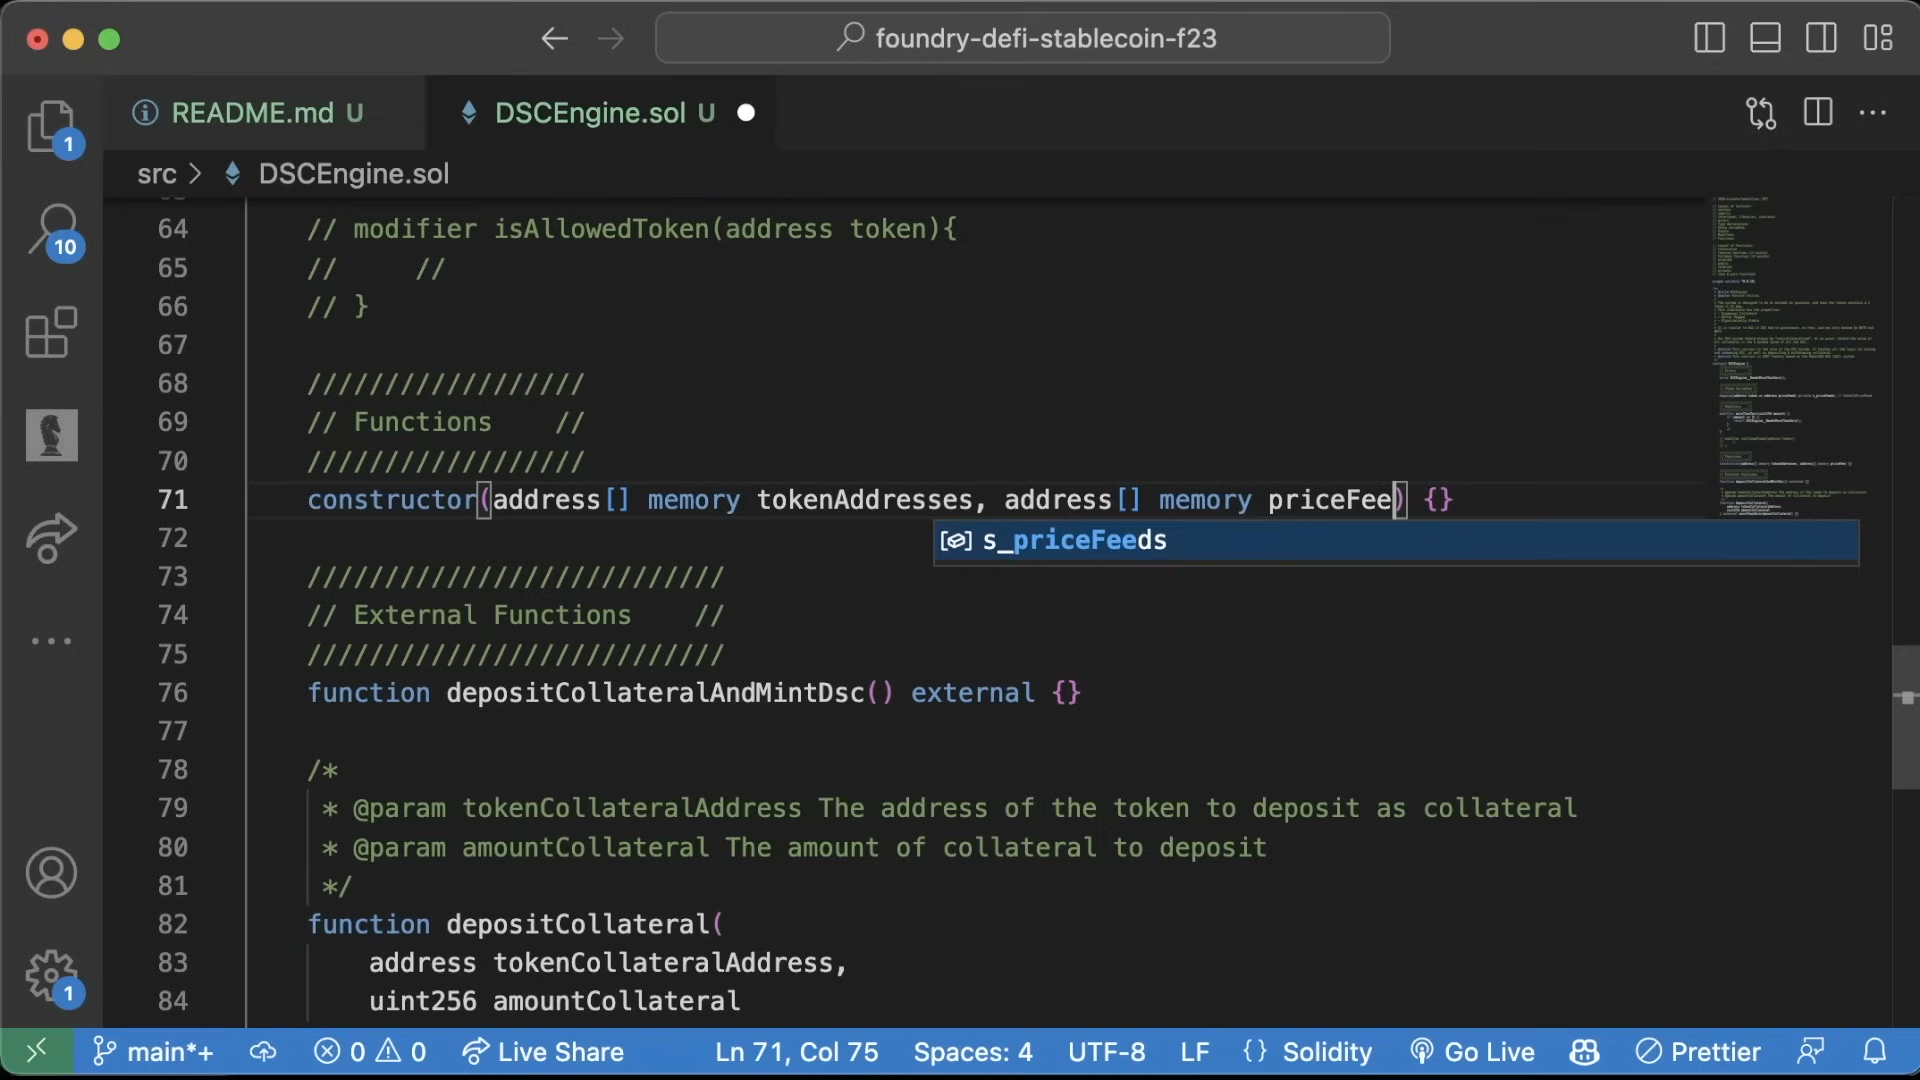 foundry-defi-stablecoin-f23
README.md U
DSCEngine.sol U
src > DSCEngine.sol
1
10
64 // modifier isAllowedToken(address token){
65 //     //
66 // }
67
68 //////////////////
69 // Functions    //
70 //////////////////
71 constructor(address[] memory tokenAddresses, address[] memory priceFee) {}
s_priceFeeds
72
73 ///////////////////////////
74 // External Functions    //
75 ///////////////////////////
76 function depositCollateralAndMintDsc() external {}
77
78 /*
79 * @param tokenCollateralAddress The address of the token to deposit as collateral
80 * @param amountCollateral The amount of collateral to deposit
81 */
82 function depositCollateral(
83 address tokenCollateralAddress,
84 uint256 amountCollateral
1
main*+ 0 0 Live Share Ln 71, Col 75 Spaces: 4 UTF-8 LF {} Solidity Go Live Prettier